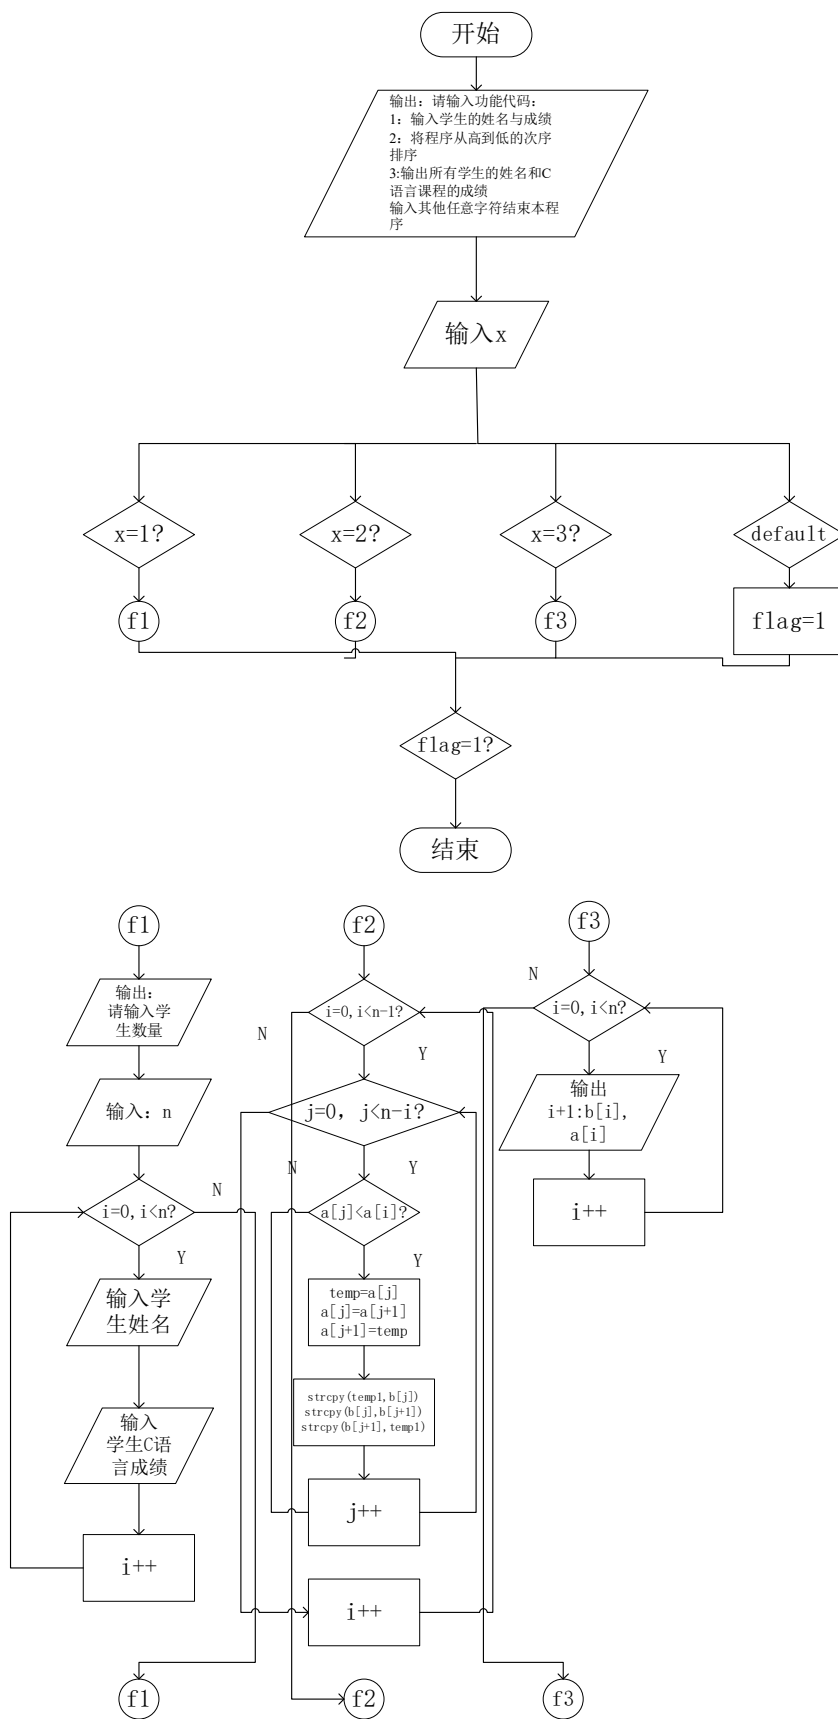 开始
输出：请输入功能代码：
1：输入学生的姓名与成绩
2：将程序从高到低的次序
排序
3:输出所有学生的姓名和C
语言课程的成绩
输入其他任意字符结束本程
序
输入x
x=1?
x=2?
x=3?
default
f1
f2
f3
flag=1
flag=1?
结束
f1
输出：
请输入学
生数量
输入：n
i=0,i<n?
N
Y
输入学
生姓名
输入
学生C语
言成绩
i++
f1
f2
i=0,i<n-1?
N
Y
j=0, j<n-i?
N
Y
a[j]<a[i]?
Y
temp=a[j]
a[j]=a[j+1]
a[j+1]=temp
strcpy(temp1,b[j])
strcpy(b[j],b[j+1])
strcpy(b[j+1],temp1)
j++
i++
f2
f3
N
i=0,i<n?
Y
输出
i+1:b[i],
a[i]
i++
f3